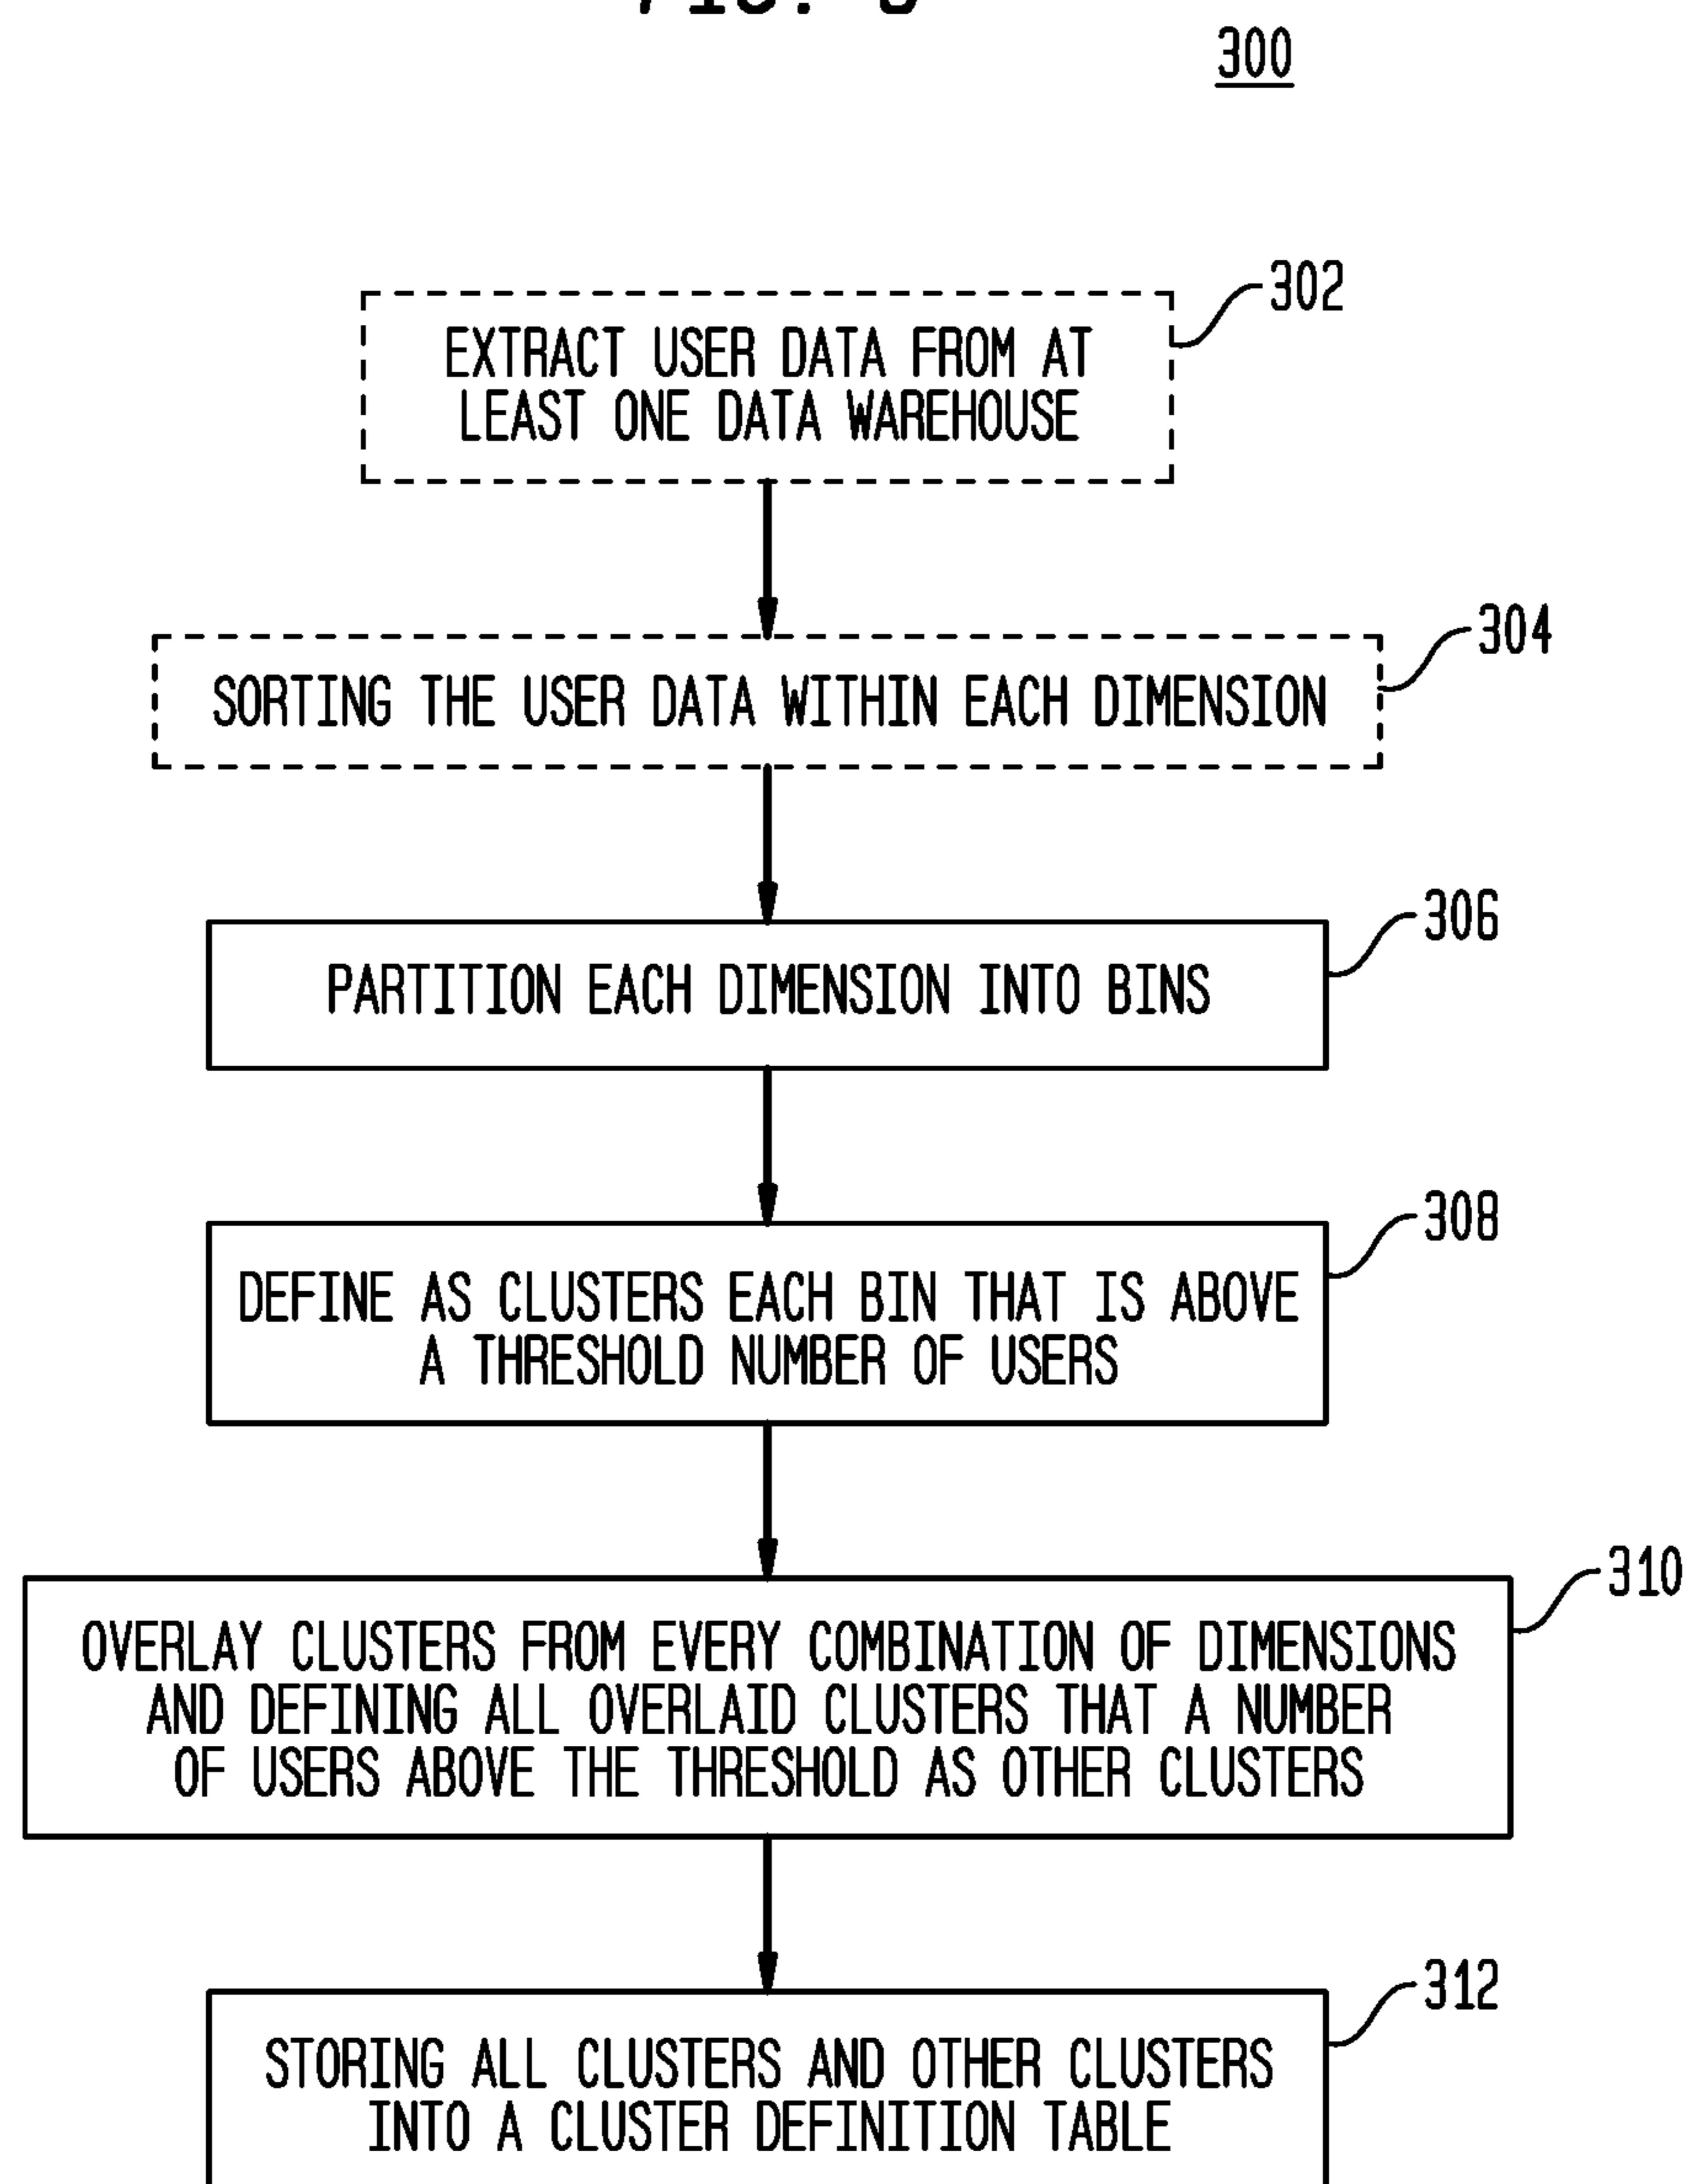 300
302
EXTRACT USER DATA FROM AT
LEAST ONE DATA WAREHOUSE
304
SORTING THE USER DATA WITHIN EACH DIMENSION
306
PARTITION EACH DIMENSION INTO BINS
308
DEFINE AS CLUSTERS EACH BIN THAT IS ABOVE
A THRESHOLD NUMBER OF USERS
310
OVERLAY CLUSTERS FROM EVERY COMBINATION OF DIMENSIONS
AND DEFINING ALL OVERLAID CLUSTERS THAT A NUMBER
OF USERS ABOVE THE THRESHOLD AS OTHER CLUSTERS
312
STORING ALL CLUSTERS AND OTHER CLUSTERS
INTO A CLUSTER DEFINITION TABLE